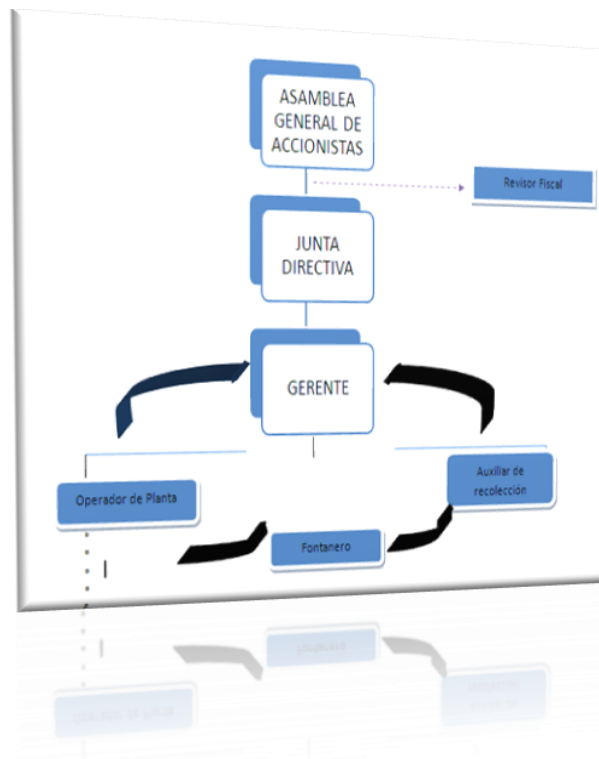 ASAMBLEA
GENERAL DE
ACCIONISTAS
Revisor Fiscal
JUNTA
DIRECTIVA
GERENTE
Auxiliar de
recolección
Operador de Planta
Fontanero